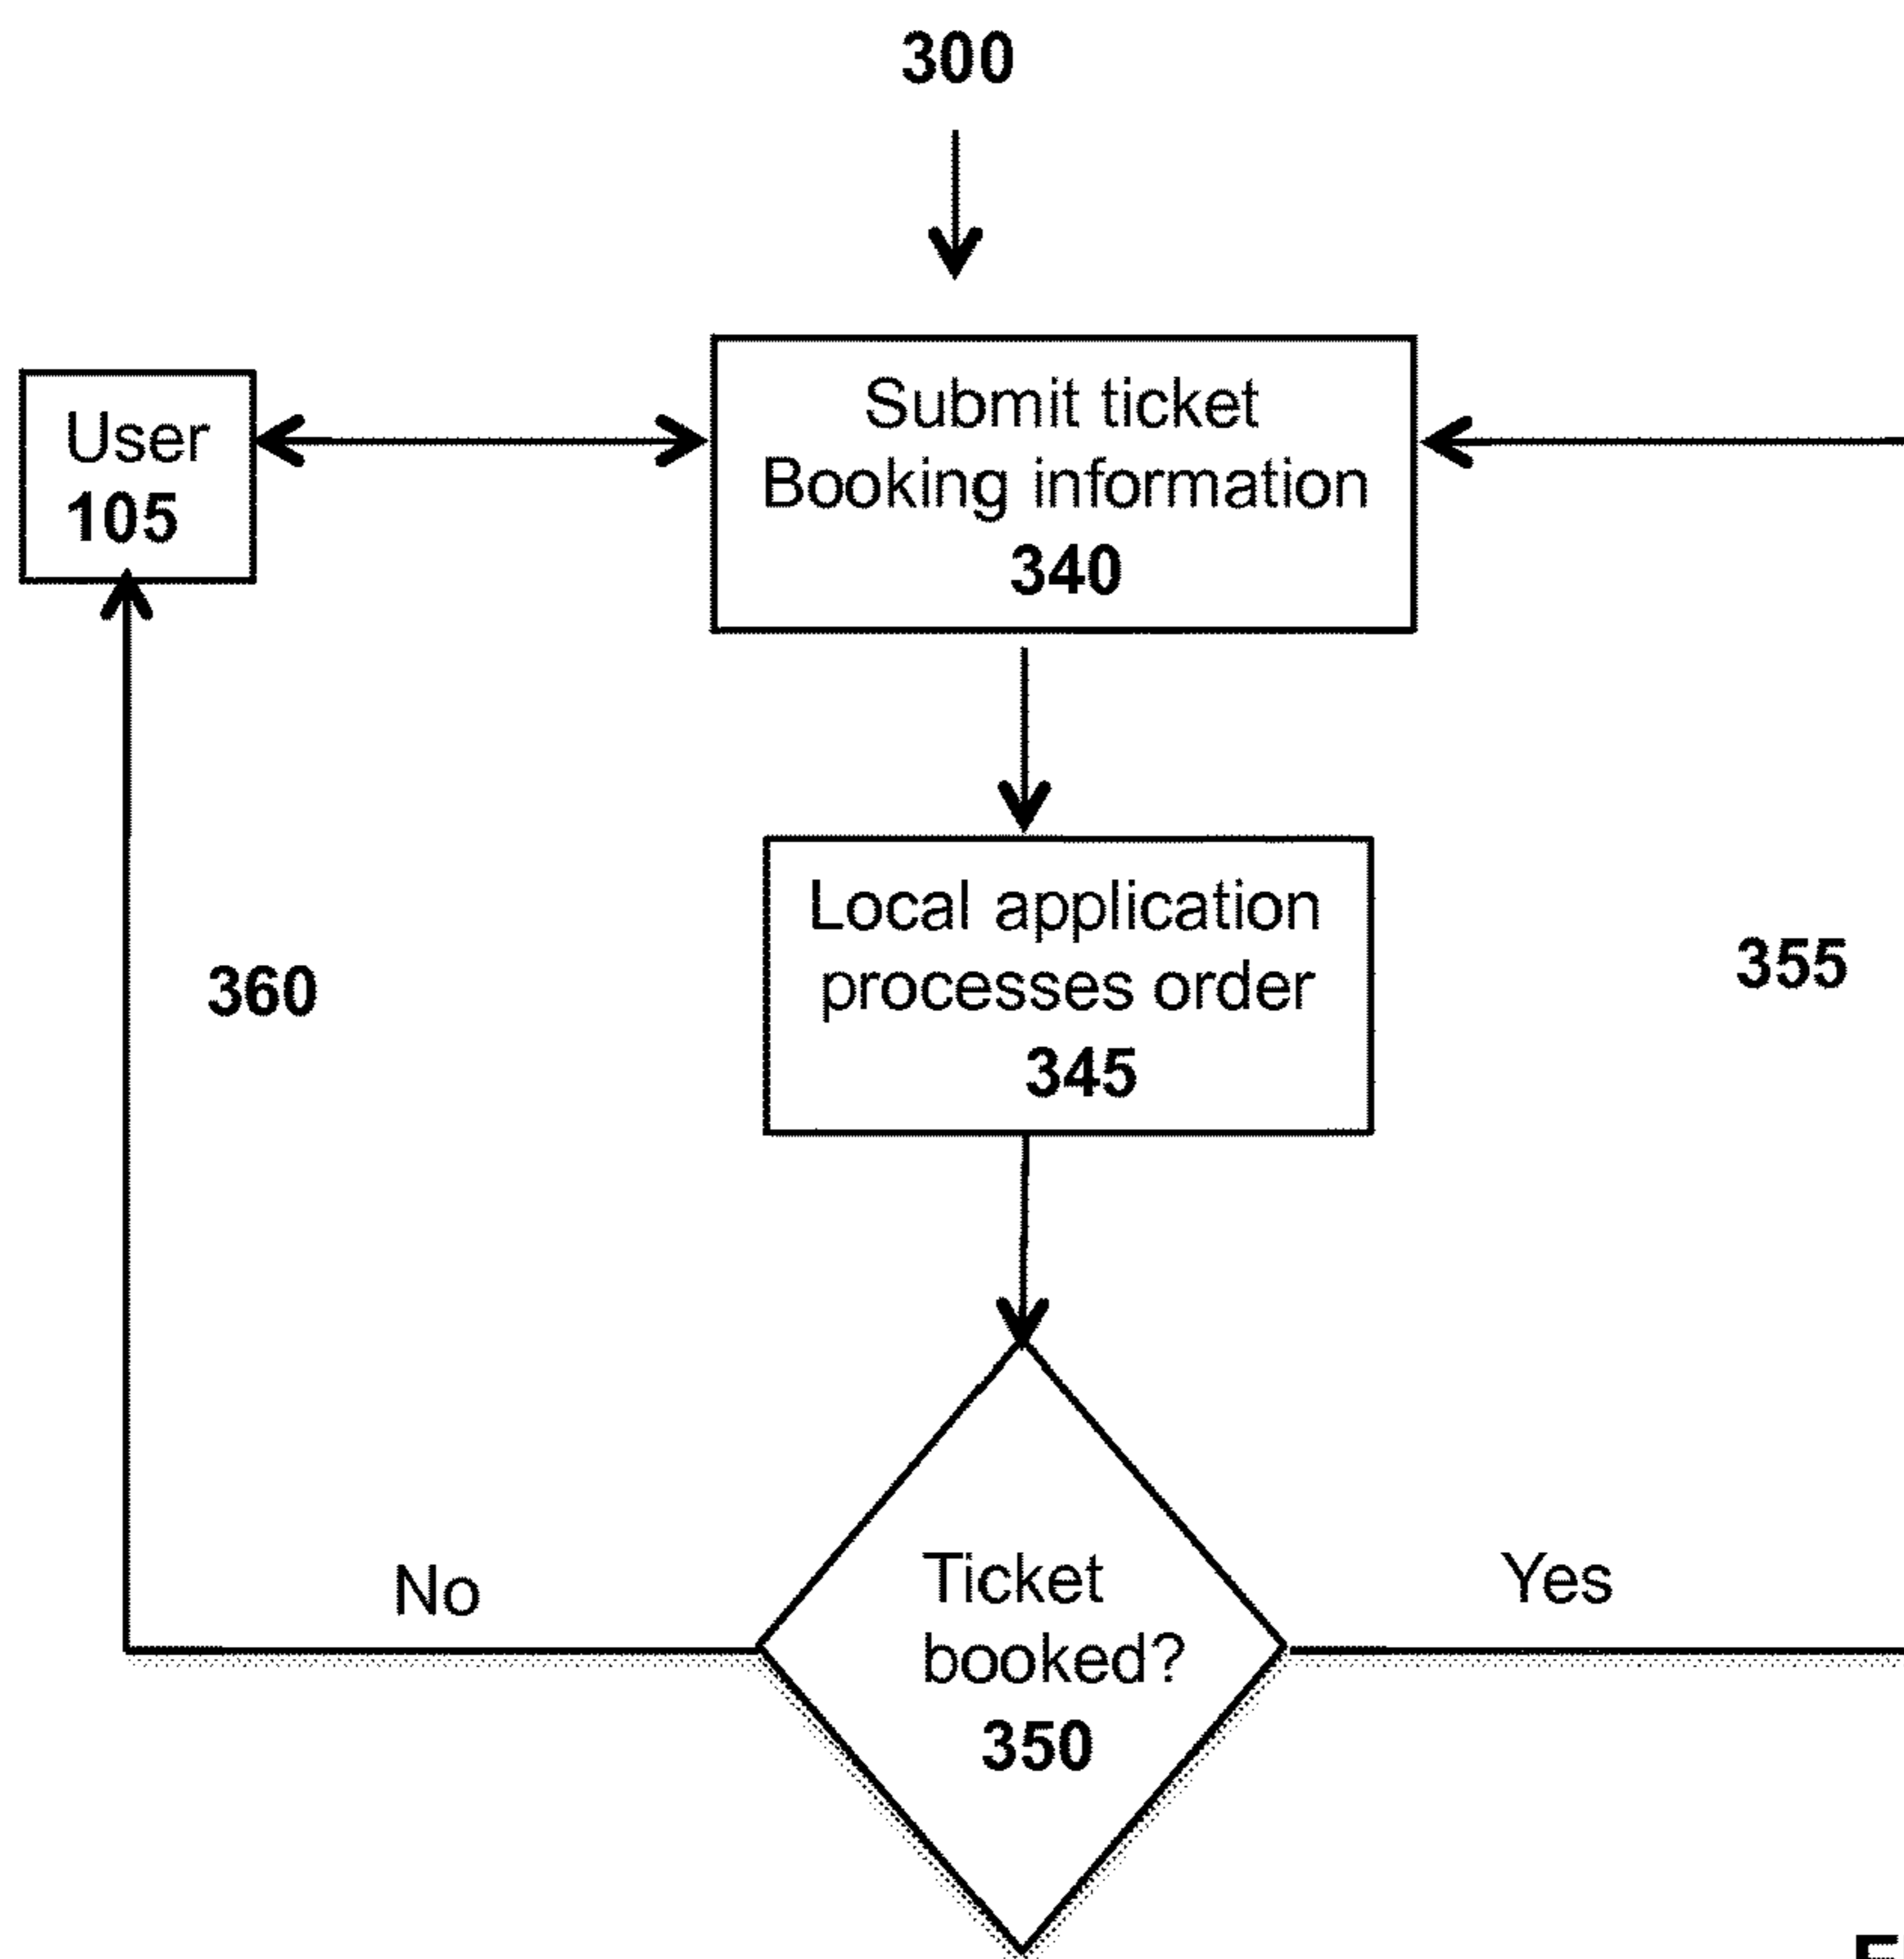 300
User
105
Submit ticket
Booking information
340
Local application
processes order
345
360
355
No
Ticket
booked?
350
Yes